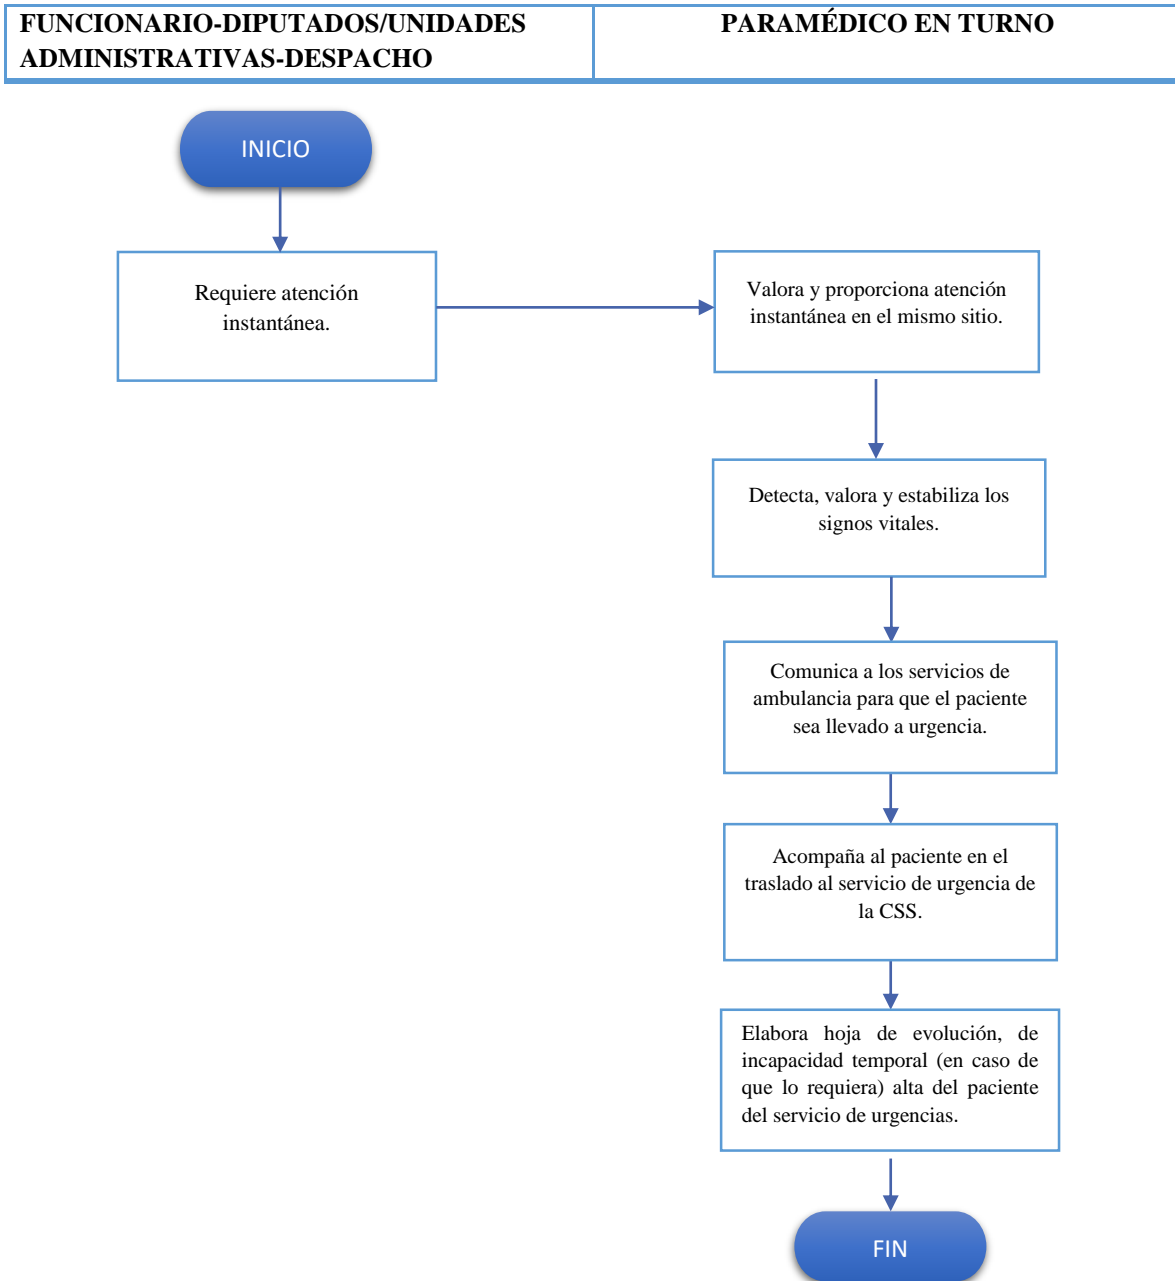 FUNCIONARIO-DIPUTADOS/UNIDADES
ADMINISTRATIVAS-DESPACHO
PARAMÉDICO EN TURNO
INICIO
Requiere atención
instantánea.
Valora y proporciona atención
instantánea en el mismo sitio.
Detecta, valora y estabiliza los
signos vitales.
Comunica a los servicios de
ambulancia para que el paciente
sea llevado a urgencia.
Acompaña al paciente en el
traslado al servicio de urgencia de
la CSS.
Elabora hoja de evolución, de
incapacidad temporal (en caso de
que lo requiera) alta del paciente
del servicio de urgencias.
FIN